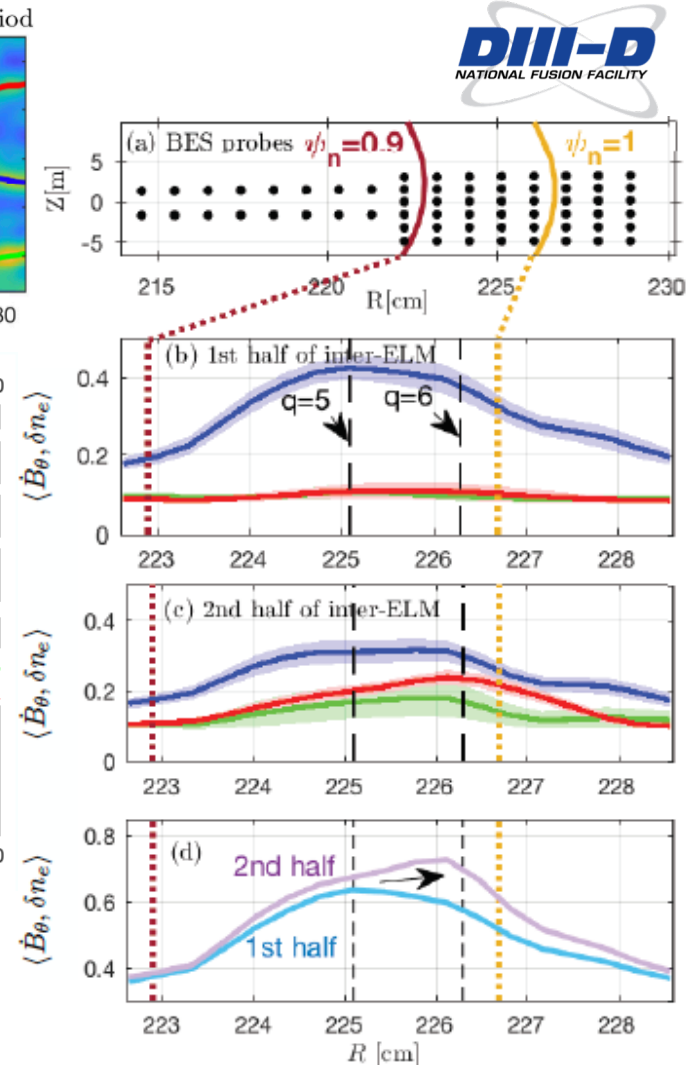 iod
DIII-D
NATIONAL FUSION FACILITY
(a) BES probes ψn=0.9 ψn=1
Z[m]
5
0
-5
215 220 225 230
R[cm]
30
(b) 1st half of inter-ELM
⟨Ḃθ, δne⟩
0.4
q=5 q=6
0.2
0
223 224 225 226 227 228
(c) 2nd half of inter-ELM
⟨Ḃθ, δne⟩
0.4
0.2
0
223 224 225 226 227 228
(d)
⟨Ḃθ, δne⟩
0.8
2nd half
0.6
1st half
0.4
223 224 225 226 227 228
R [cm]